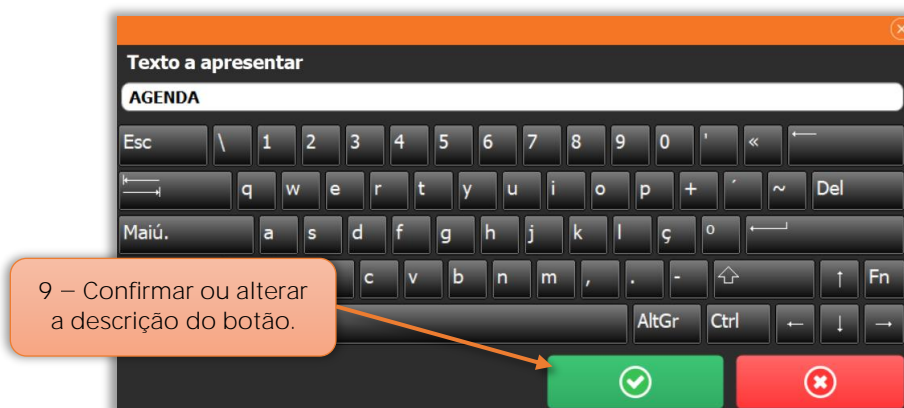 Texto a apresentar
AGENDA
Esc \ 1 2 3 4 5 6 7 8 9 0 ' «
q w e r t y u i o p + ´ ~ Del
Maiú. a s d f g h j k l ç º
c v b n m , . - ↑ Fn
AltGr Ctrl ← ↓ →
9 – Confirmar ou alterar
a descrição do botão.